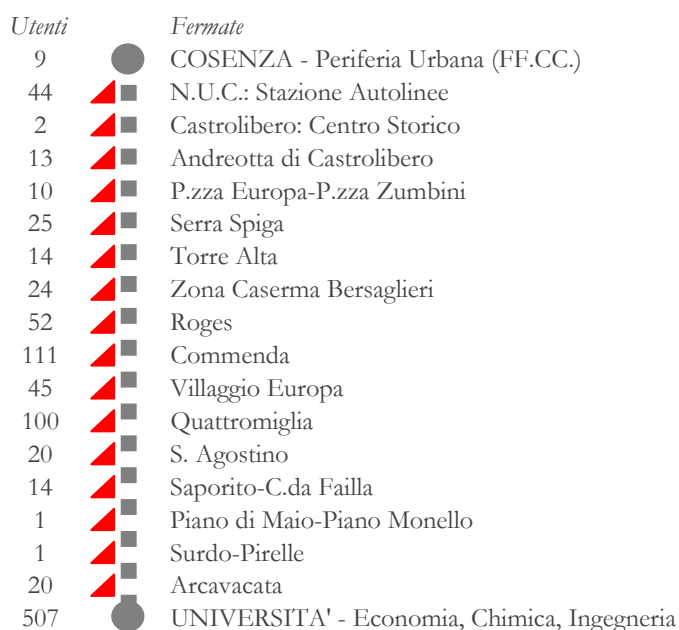 Utenti Fermate
9 COSENZA - Periferia Urbana (FF.CC.)
44 N.U.C.: Stazione Autolinee
2 Castrolibero: Centro Storico
13 Andreotta di Castrolibero
10 P.zza Europa-P.zza Zumbini
25 Serra Spiga
14 Torre Alta
24 Zona Caserma Bersaglieri
52 Roges
111 Commenda
45 Villaggio Europa
100 Quattromiglia
20 S. Agostino
14 Saporito-C.da Failla
1 Piano di Maio-Piano Monello
1 Surdo-Pirelle
20 Arcavacata
507 UNIVERSITA' - Economia, Chimica, Ingegneria